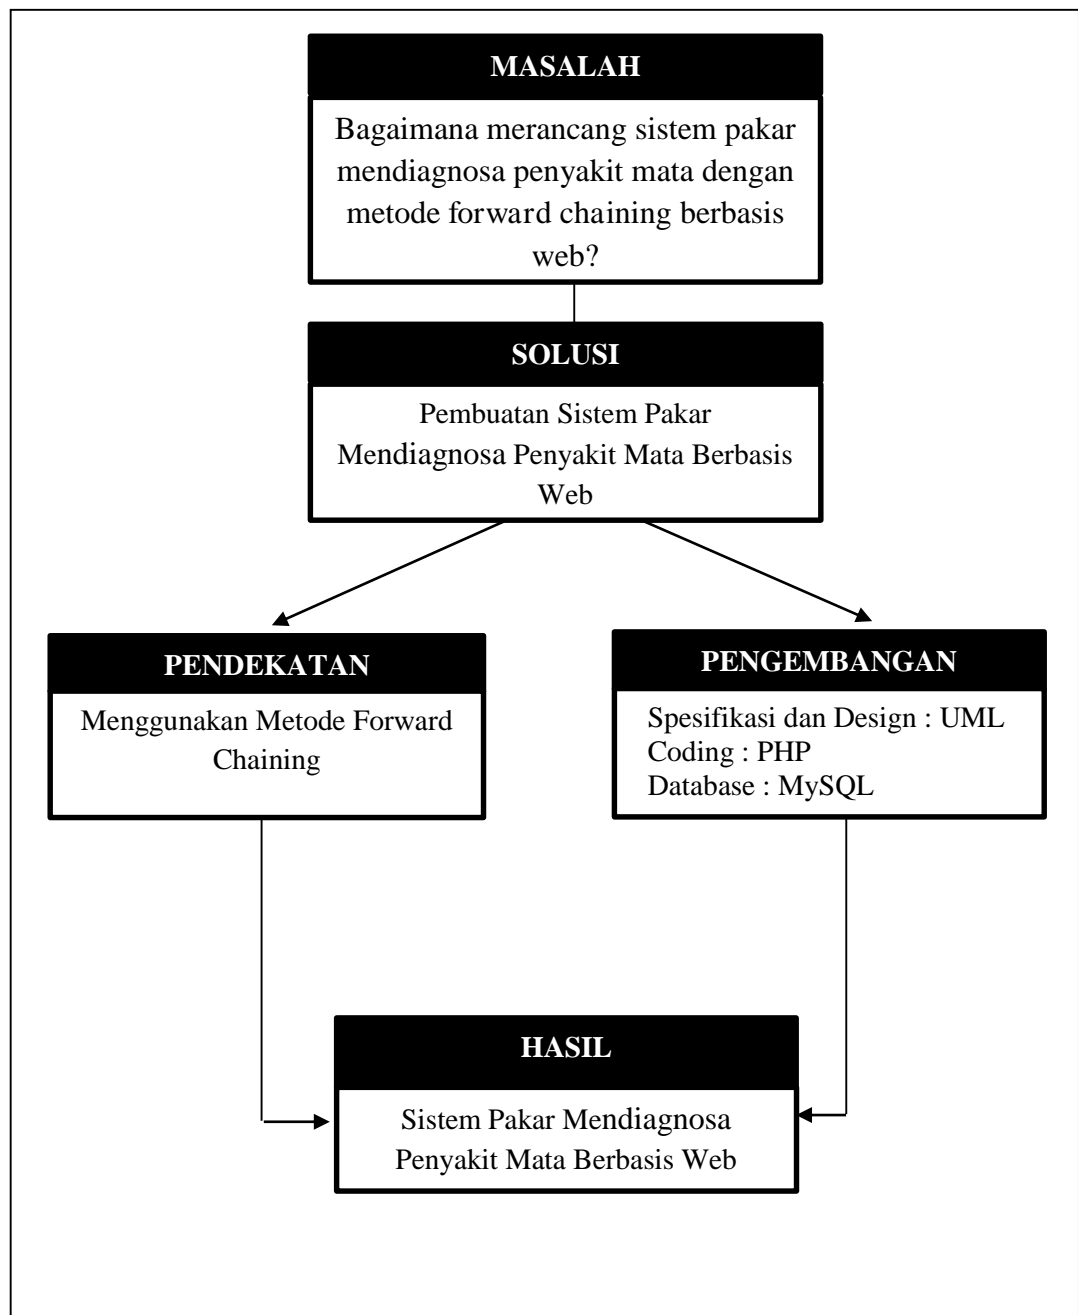 MASALAH
Bagaimana merancang sistem pakar
mendiagnosa penyakit mata dengan
metode forward chaining berbasis
web?
SOLUSI
Pembuatan Sistem Pakar
Mendiagnosa Penyakit Mata Berbasis
Web
PENDEKATAN
Menggunakan Metode Forward
Chaining
PENGEMBANGAN
Spesifikasi dan Design : UML
Coding : PHP
Database : MySQL
HASIL
Sistem Pakar Mendiagnosa
Penyakit Mata Berbasis Web